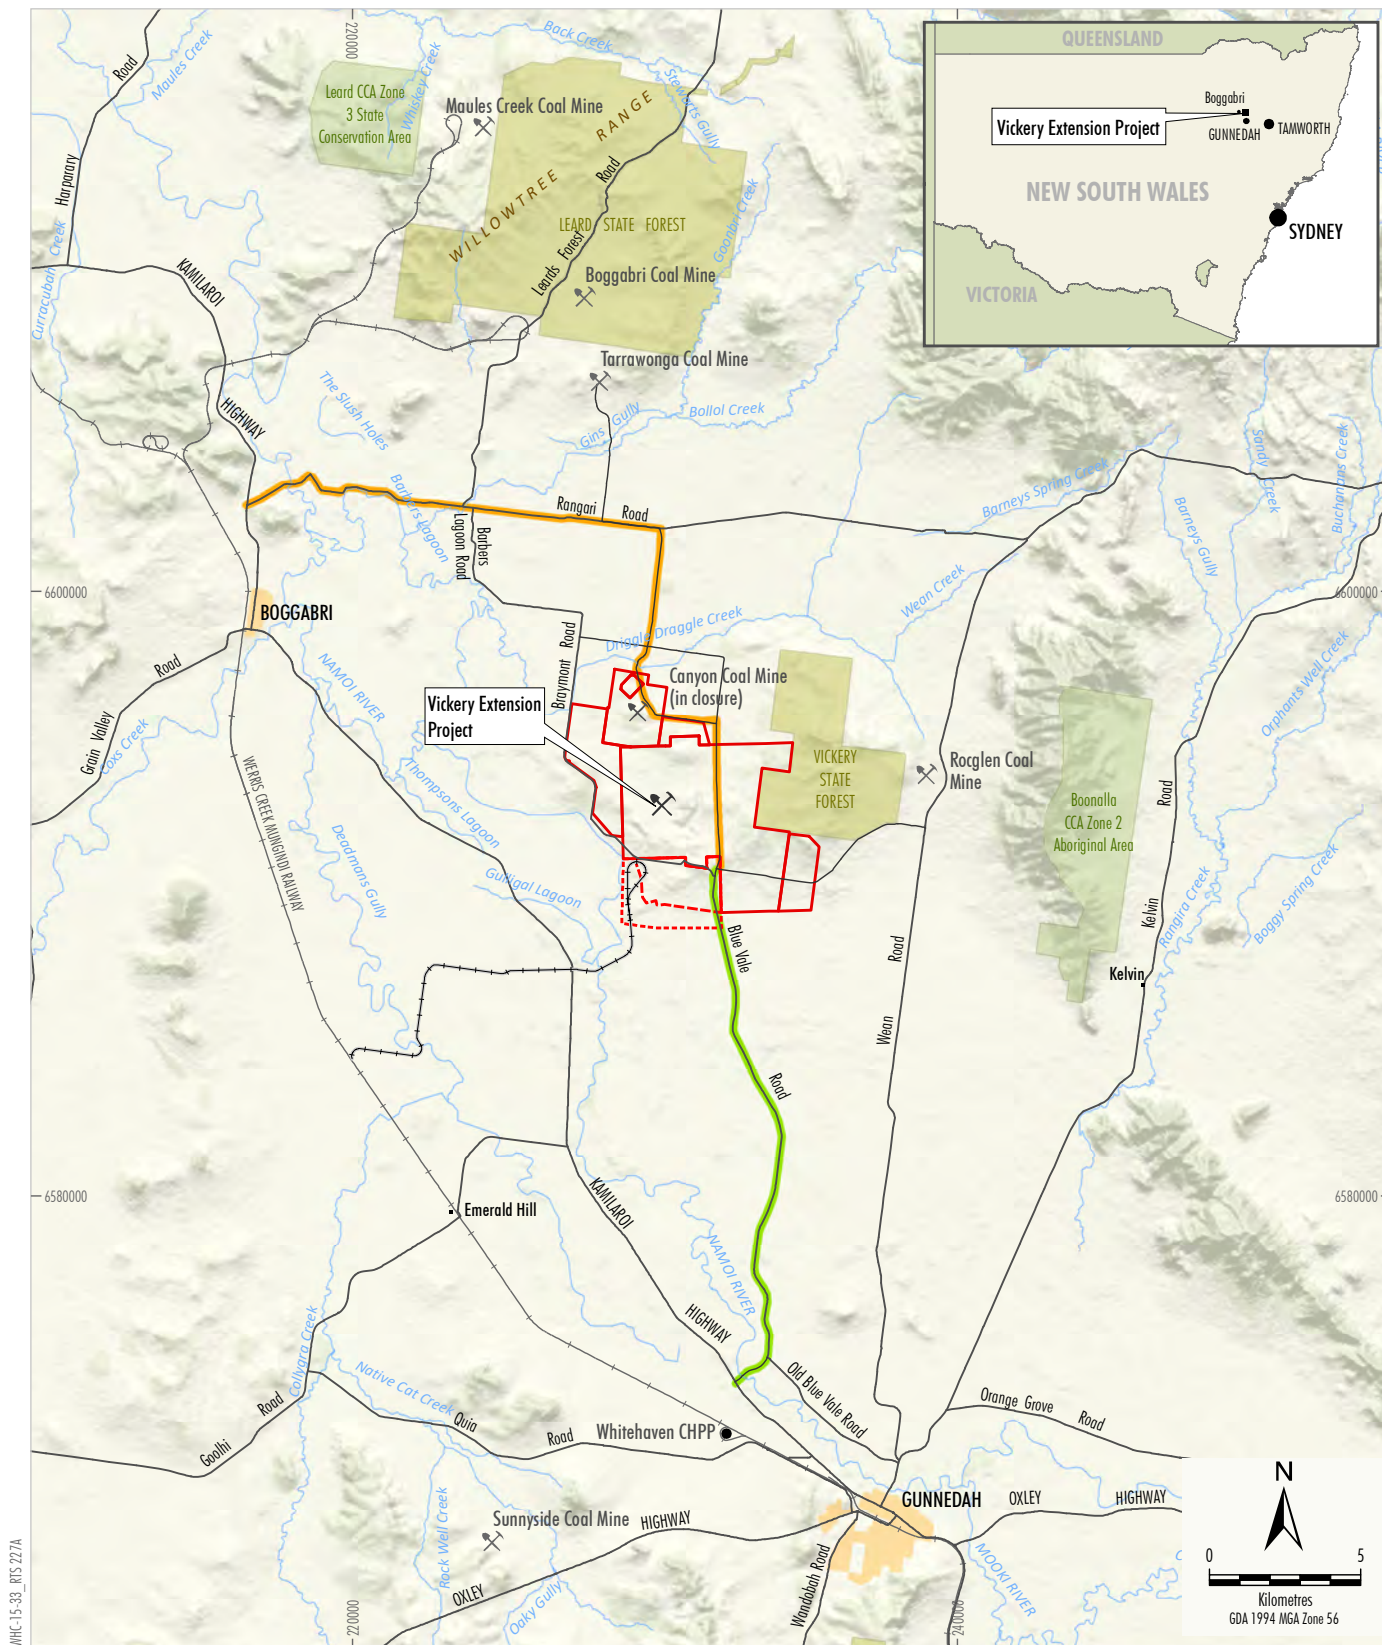 220000
QUEENSLAND
Boggabri
Vickery Extension Project
GUNNEDAH
TAMWORTH
NEW SOUTH WALES
SYDNEY
VICTORIA
Road
Maules Creek
Back Creek
Whiskey Creek
Stewarts Gully
Leard CCA Zone
3 State
Conservation Area
Maules Creek Coal Mine
WILLOWTREE RANGE
Harparary
Road
LEARD STATE FOREST
Goonbri Creek
Leards Forest
Boggabri Coal Mine
Curracubah Creek
KAMILAROI
Tarrawonga Coal Mine
The Slush Holes
HIGHWAY
Gins Gully
Bollol Creek
Sandy Creek
Buchanans Creek
Barneys Spring Creek
Barneys Gully
Barbers Lagoon
Rangari
Road
Barbers
Lagoon Road
6600000
6600000
BOGGABRI
Wean Creek
Driggle Draggle Creek
Braymont Road
Road
NAMOI RIVER
Canyon Coal Mine
(in closure)
Orphants Well Creek
Vickery Extension
Project
Grain Valley
Coxs Creek
WERRIS CREEK MUNGINDI RAILWAY
Thompsons Lagoon
VICKERY
STATE
FOREST
Rocglen Coal
Mine
Road
Boonalla
CCA Zone 2
Aboriginal Area
Deadmans Gully
Gulligal Lagoon
Kelvin
Rangira Creek
Boggy Spring Creek
Blue Vale
Road
Kelvin
Wean
Road
6580000
6580000
Emerald Hill
KAMILAROI
NAMOI RIVER
HIGHWAY
Collygra Creek
Native Cat Creek
Old Blue Vale Road
Goolhi
Road
Quia
Road
Whitehaven CHPP
Orange Grove
Road
GUNNEDAH
OXLEY
HIGHWAY
Sunnyside Coal Mine
HIGHWAY
Rock Well Creek
OXLEY
Oaky Gully
Wandobah Road
MOOKI RIVER
220000
240000
N
0
5
Kilometres
GDA 1994 MGA Zone 56
WHC-15-33_RTS 227A